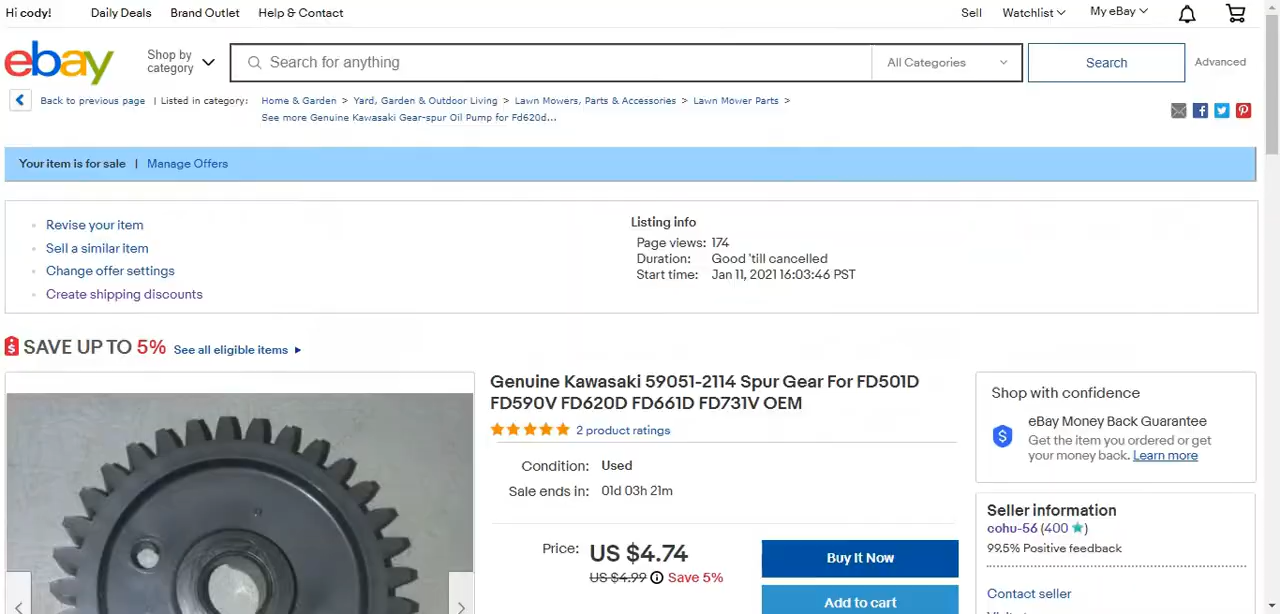 Hi cody!
Daily Deals
Brand Outlet
Help & Contact
Sell
Watchlist
My eBay
ebay
Shop by
category
Search for anything
All Categories
Search
Advanced
Back to previous page | Listed in category:
Home & Garden > Yard, Garden & Outdoor Living > Lawn Mowers, Parts & Accessories > Lawn Mower Parts >
See more Genuine Kawasaki Gear-spur Oil Pump for Fd620d...
Your item is for sale | Manage Offers
Revise your item
Sell a similar item
Change offer settings
Create shipping discounts
Listing info
Page views: 174
Duration: Good 'till cancelled
Start time: Jan 11, 2021 16:03:46 PST
SAVE UP TO 5% See all eligible items
Genuine Kawasaki 59051-2114 Spur Gear For FD501D
FD590V FD620D FD661D FD731V OEM
2 product ratings
Condition: Used
Sale ends in: 01d 03h 21m
Price: US $4.74
US $4.99 Save 5%
Buy It Now
Add to cart
Shop with confidence
eBay Money Back Guarantee
Get the item you ordered or get
your money back. Learn more
Seller information
cohu-56 (400)
99.5% Positive feedback
Contact seller